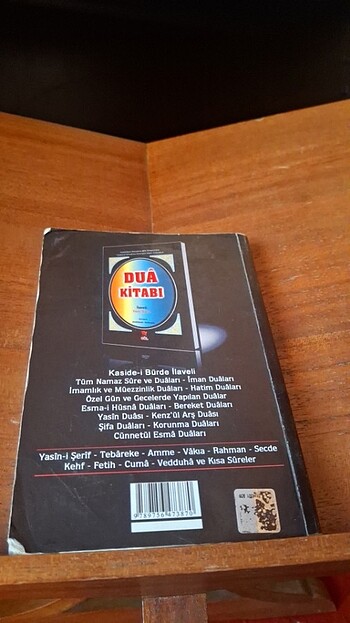 DUÂ
KİTABI
Kaside-i Bürde İlaveli
Tüm Namaz Sûre ve Duâları - İman Duâları
İmamlık ve Müezzinlik Duâları - Hatim Duâları
Özel Gün ve Gecelerde Yapılan Duâlar
Esma-i Hüsnâ Duâları - Bereket Duâları
Yasîn Duâsı - Kenz'ül Arş Duâsı
Şifa Duâları - Korunma Duâları
Cünnetül Esmâ Duâları
Yasîn-i Şerîf - Tebâreke - Amme - Vâkıa - Rahman - Secde
Kehf - Fetih - Cumâ - Vedduhâ ve Kısa Sûreler
9789756473870